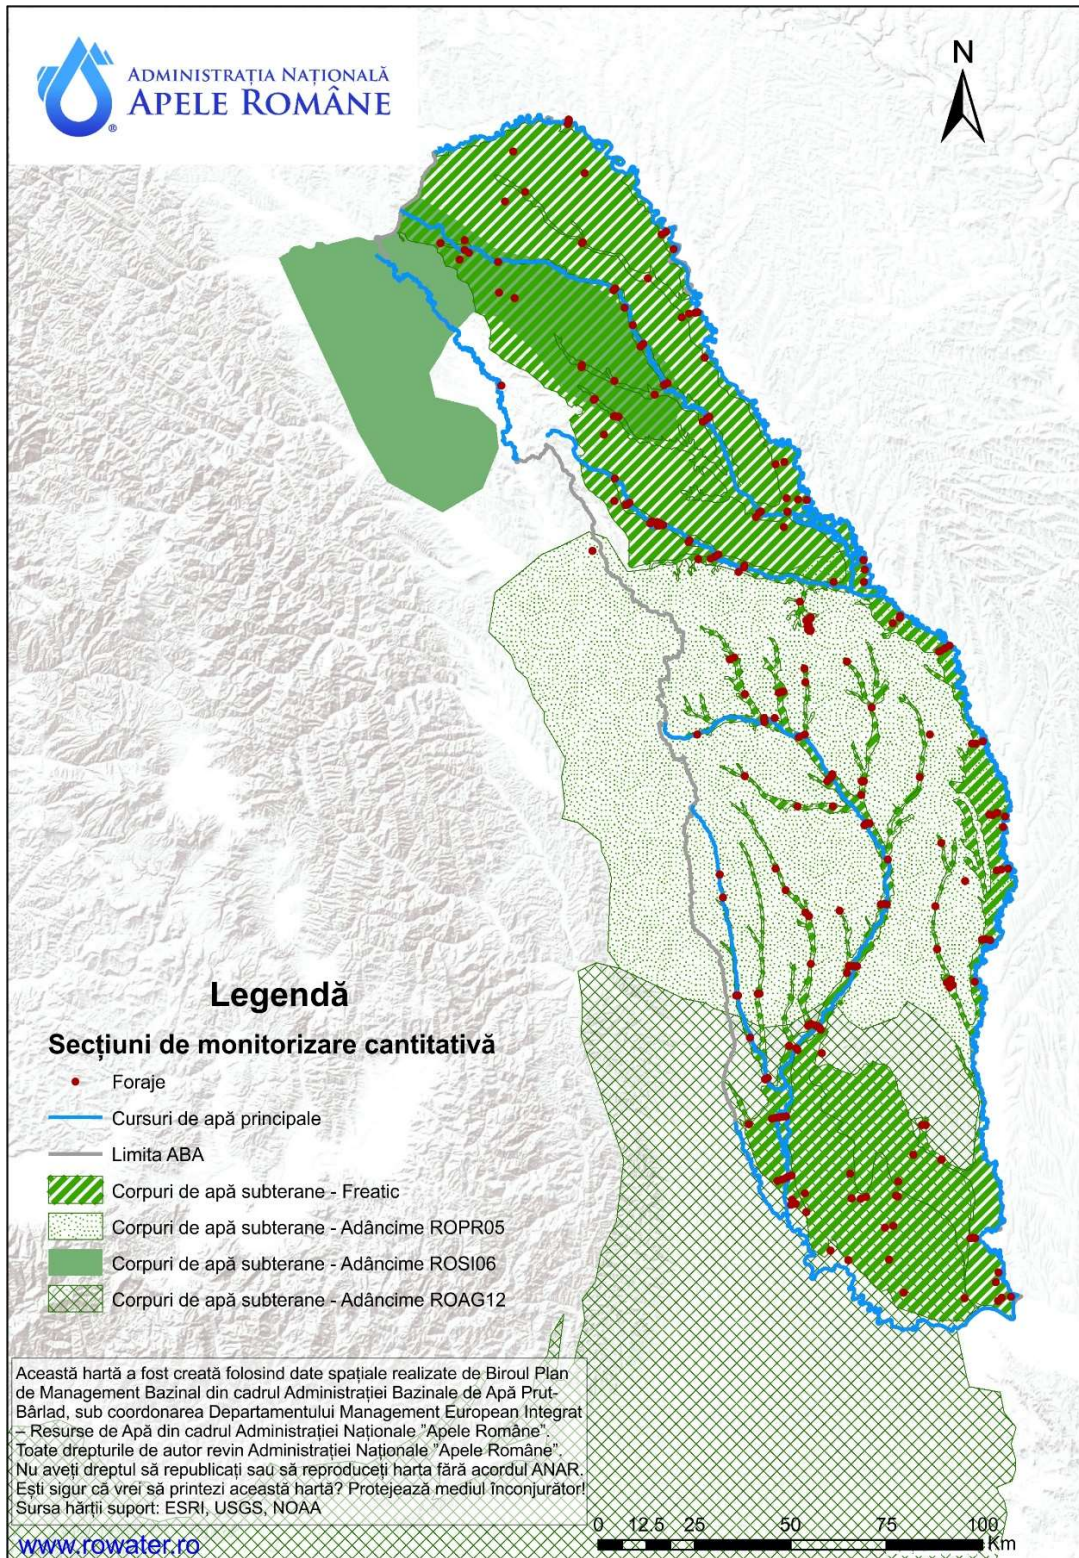 ADMINISTRAȚIA NAȚIONALĂ
APELE ROMÂNE
®
N
Legendă
Secțiuni de monitorizare cantitativă
Foraje
Cursuri de apă principale
Limita ABA
Corpuri de apă subterane - Freatic
Corpuri de apă subterane - Adâncime ROPR05
Corpuri de apă subterane - Adâncime ROSI06
Corpuri de apă subterane - Adâncime ROAG12
Această hartă a fost creată folosind date spațiale realizate de Biroul Plan
de Management Bazinal din cadrul Administrației Bazinale de Apă Prut-
Bârlad, sub coordonarea Departamentului Management European Integrat
– Resurse de Apă din cadrul Administrației Naționale ”Apele Române”.
Toate drepturile de autor revin Administrației Naționale ”Apele Române”.
Nu aveți dreptul să republicați sau să reproduceți harta fără acordul ANAR.
Ești sigur că vrei să printezi această hartă? Protejează mediul înconjurător!
Sursa hărții suport: ESRI, USGS, NOAA
www.rowater.ro
0 12.5 25 50 75 100
Km